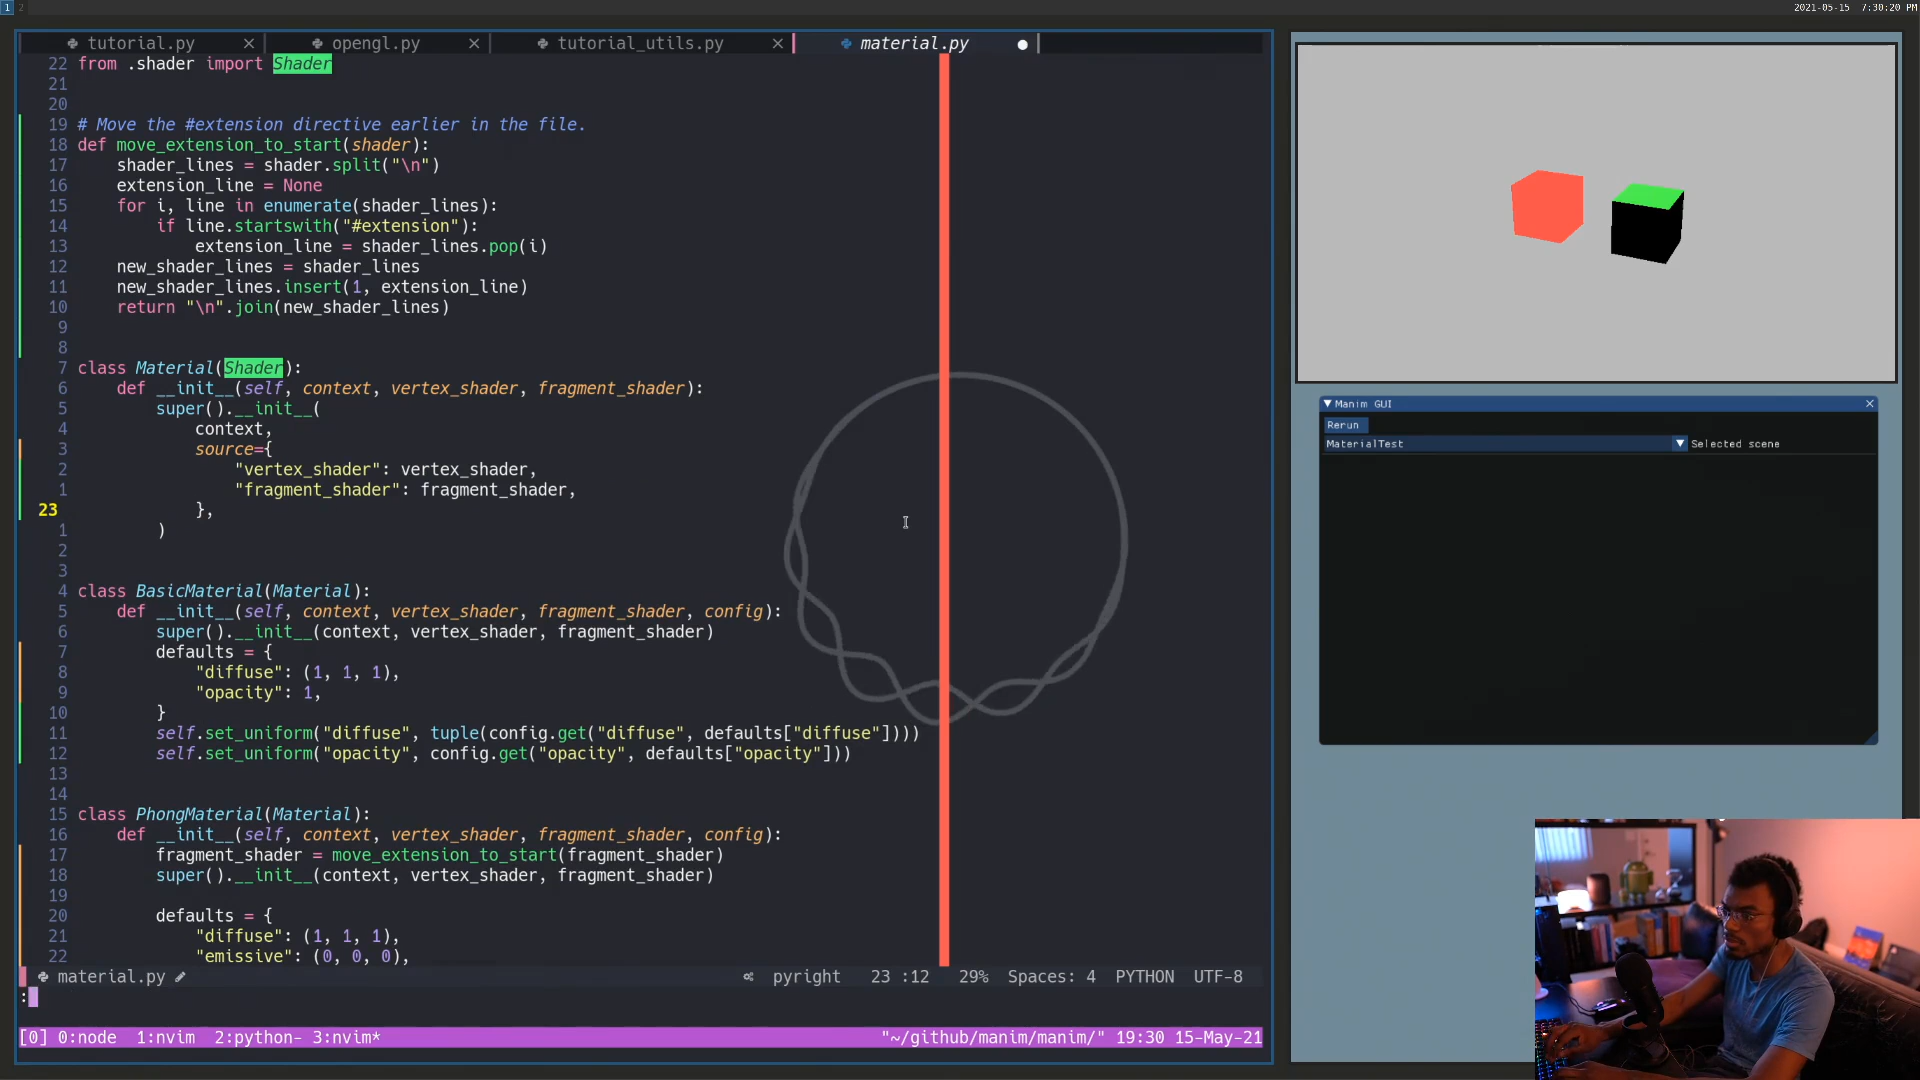 1 2
2021-05-15 7:30:20 PM
tutorial.py × opengl.py × tutorial_utils.py × material.py ●
22 from .shader import Shader
21
20
19 # Move the #extension directive earlier in the file.
18 def move_extension_to_start(shader):
17 shader_lines = shader.split("\n")
16 extension_line = None
15 for i, line in enumerate(shader_lines):
14 if line.startswith("#extension"):
13 extension_line = shader_lines.pop(i)
12 new_shader_lines = shader_lines
11 new_shader_lines.insert(1, extension_line)
10 return "\n".join(new_shader_lines)
9
8
7 class Material(Shader):
6 def __init__(self, context, vertex_shader, fragment_shader):
5 super().__init__(
4 context,
3 source={
2 "vertex_shader": vertex_shader,
1 "fragment_shader": fragment_shader,
23 },
1 )
2
3
4 class BasicMaterial(Material):
5 def __init__(self, context, vertex_shader, fragment_shader, config):
6 super().__init__(context, vertex_shader, fragment_shader)
7 defaults = {
8 "diffuse": (1, 1, 1),
9 "opacity": 1,
10 }
11 self.set_uniform("diffuse", tuple(config.get("diffuse", defaults["diffuse"])))
12 self.set_uniform("opacity", config.get("opacity", defaults["opacity"]))
13
14
15 class PhongMaterial(Material):
16 def __init__(self, context, vertex_shader, fragment_shader, config):
17 fragment_shader = move_extension_to_start(fragment_shader)
18 super().__init__(context, vertex_shader, fragment_shader)
19
20 defaults = {
21 "diffuse": (1, 1, 1),
22 "emissive": (0, 0, 0),
material.py pyright 23 :12 29% Spaces: 4 PYTHON UTF-8
:
[0] 0:node 1:nvim 2:python- 3:nvim* "~/github/manim/manim/" 19:30 15-May-21
▼ Manim GUI ×
Rerun
MaterialTest ▼ Selected scene